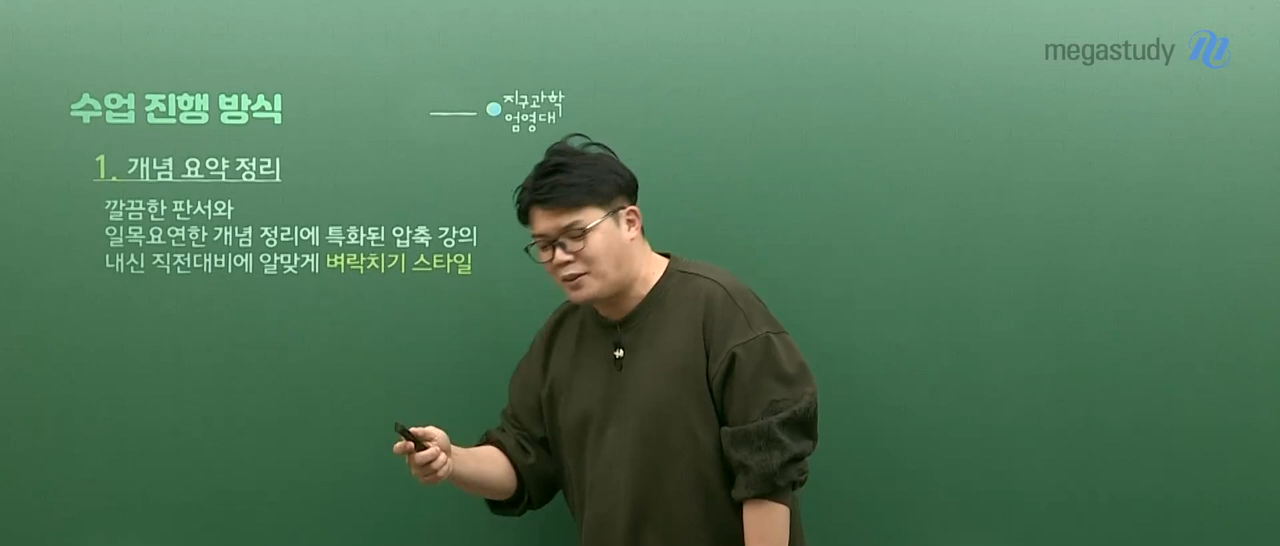 megastudy
수업 진행 방식
지구과학
엄영대
1. 개념 요약 정리
깔끔한 판서와
일목요연한 개념 정리에 특화된 압축 강의
내신 직전대비에 알맞게 벼락치기 스타일